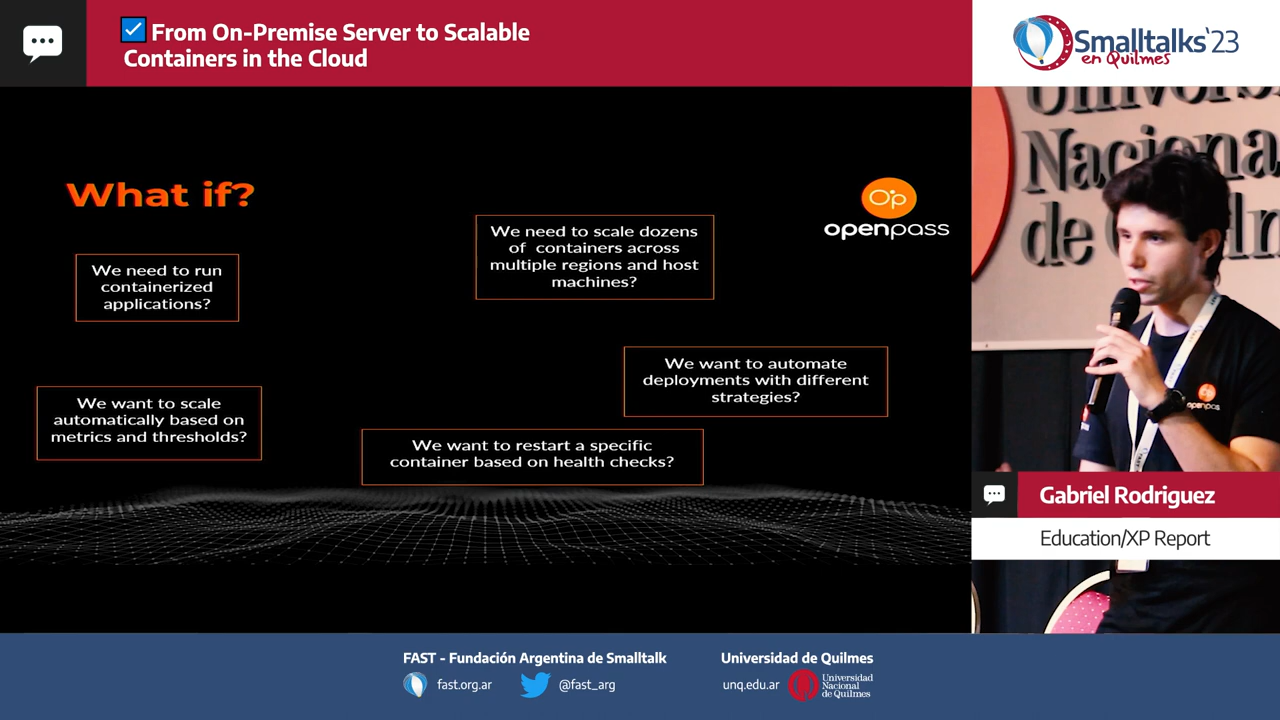 From On-Premise Server to Scalable
Containers in the Cloud
Smalltalks'23
en Quilmes
What if?
Op
openpass
We need to run
containerized
applications?
We need to scale dozens
of containers across
multiple regions and host
machines?
We want to automate
deployments with different
strategies?
We want to scale
automatically based on
metrics and thresholds?
We want to restart a specific
container based on health checks?
Nacional
de
openpass
Gabriel Rodriguez
Education/XP Report
FAST - Fundación Argentina de Smalltalk
fast.org.ar
@fast_arg
Universidad de Quilmes
unq.edu.ar
Universidad
Nacional
de Quilmes